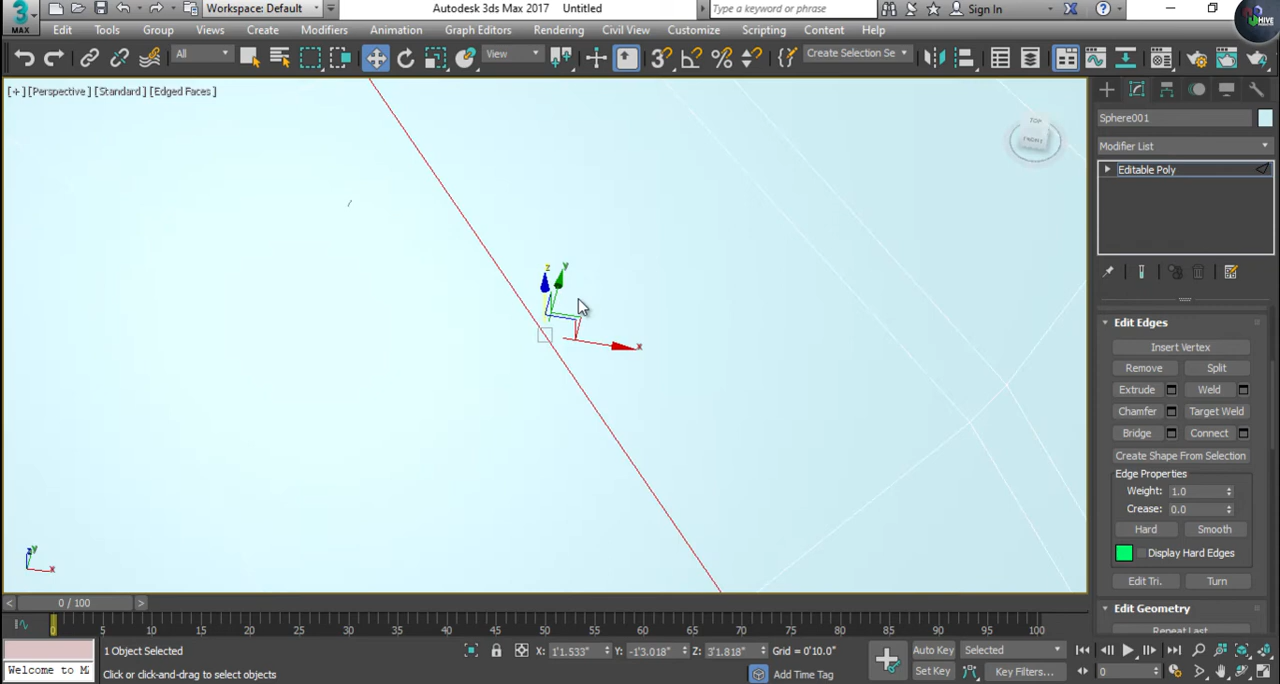 Workspace: Default
Autodesk 3ds Max 2017 Untitled
Type a keyword or phrase
Sign In
MAX
Edit Tools Group Views Create Modifiers Animation Graph Editors Rendering Civil View Customize Scripting Content Help
All
View
Create Selection Se
[+] [Perspective] [Standard] [Edged Faces]
TOP
FRONT
z
y
x
y
x
Sphere001
Modifier List
Editable Poly
Edit Edges
Insert Vertex
Remove Split
Extrude Weld
Chamfer Target Weld
Bridge Connect
Create Shape From Selection
Edge Properties
Weight: 1.0
Crease: 0.0
Hard Smooth
Display Hard Edges
Edit Tri. Turn
Edit Geometry
Repeat Last
< 0 / 100 >
0 5 10 15 20 25 30 35 40 45 50 55 60 65 70 75 80 85 90 95 100
1 Object Selected
X: 1'1.533" Y: -1'3.018" Z: 3'1.818" Grid = 0'10.0"
Auto Key Selected
Welcome to M
Click or click-and-drag to select objects
Add Time Tag
Set Key Key Filters...
0